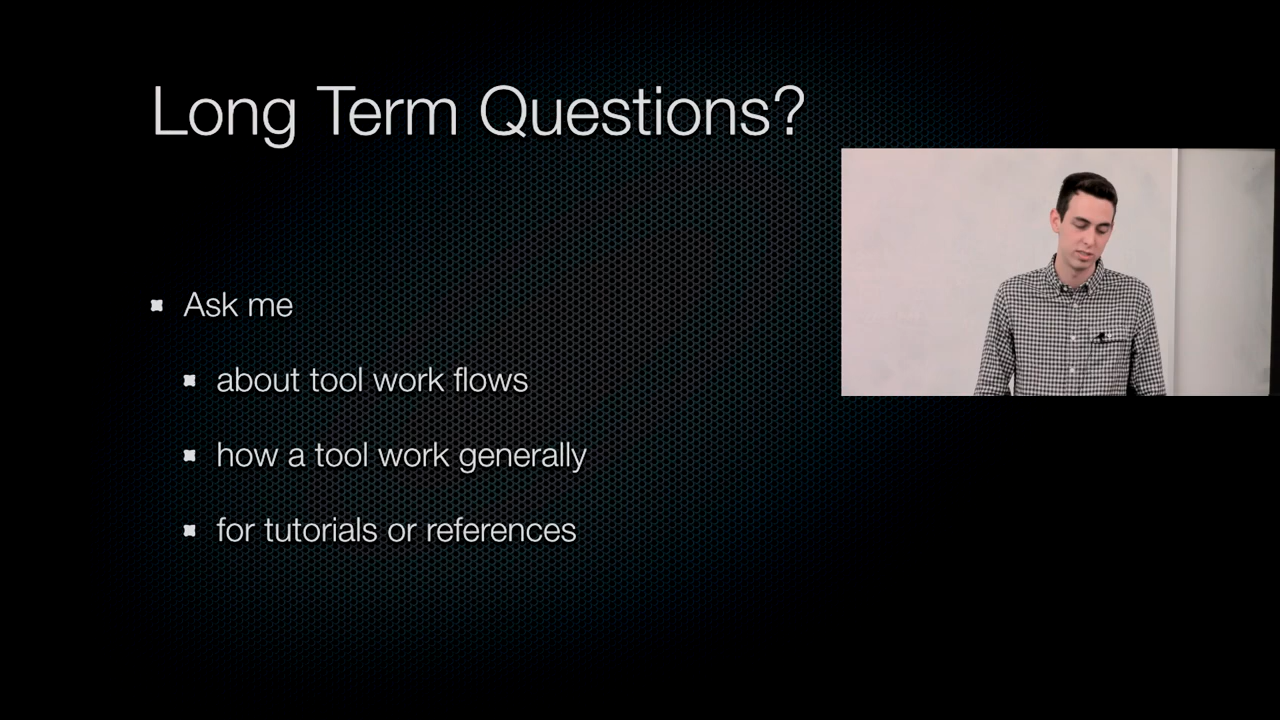 Long Term Questions?
Ask me
about tool work flows
how a tool work generally
for tutorials or references